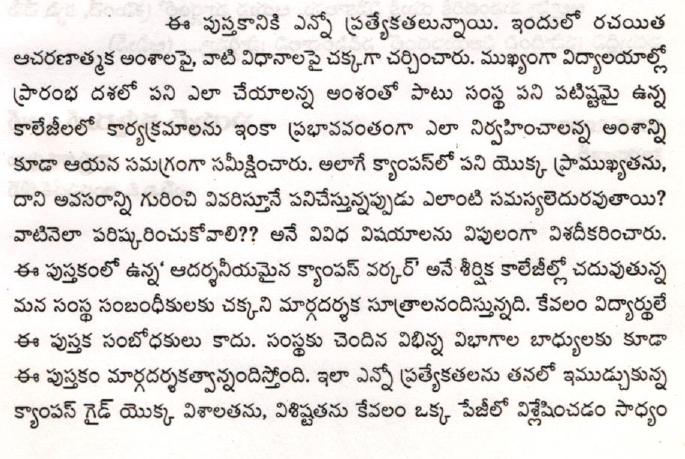 ఈ పుస్తకానికి ఎన్నో ప్రత్యేకతలున్నాయి. ఇందులో రచయిత
ఆచరణాత్మక అంశాలపై, వాటి విధానాలపై చక్కగా చర్చించారు. ముఖ్యంగా విద్యాలయాల్లో
ప్రారంభ దశలో పని ఎలా చేయాలన్న అంశంతో పాటు సంస్థ పని పటిష్టమై ఉన్న
కాలేజీలలో కార్యక్రమాలను ఇంకా ప్రభావవంతంగా ఎలా నిర్వహించాలన్న అంశాన్ని
కూడా ఆయన సమగ్రంగా సమీక్షించారు. అలాగే క్యాంపస్‌లో పని యొక్క ప్రాముఖ్యతను,
దాని అవసరాన్ని గురించి వివరిస్తూనే పనిచేస్తున్నప్పుడు ఎలాంటి సమస్యలెదురవుతాయి?
వాటినెలా పరిష్కరించుకోవాలి?? అనే వివిధ విషయాలను విపులంగా విశదీకరించారు.
ఈ పుస్తకంలో ఉన్న‘ ఆదర్శనీయమైన క్యాంపస్ వర్కర్’ అనే శీర్షిక కాలేజీల్లో చదువుతున్న
మన సంస్థ సంబంధీకులకు చక్కని మార్గదర్శక సూత్రాలనందిస్తున్నది. కేవలం విద్యార్థులే
ఈ పుస్తక సంబోధకులు కాదు. సంస్థకు చెందిన విభిన్న విభాగాల బాధ్యులకు కూడా
ఈ పుస్తకం మార్గదర్శకత్వాన్నందిస్తోంది. ఇలా ఎన్నో ప్రత్యేకతలను తనలో ఇముడ్చుకున్న
క్యాంపస్ గైడ్ యొక్క విశాలతను, విశిష్టతను కేవలం ఒక్క పేజీలో విశ్లేషించడం సాధ్యం